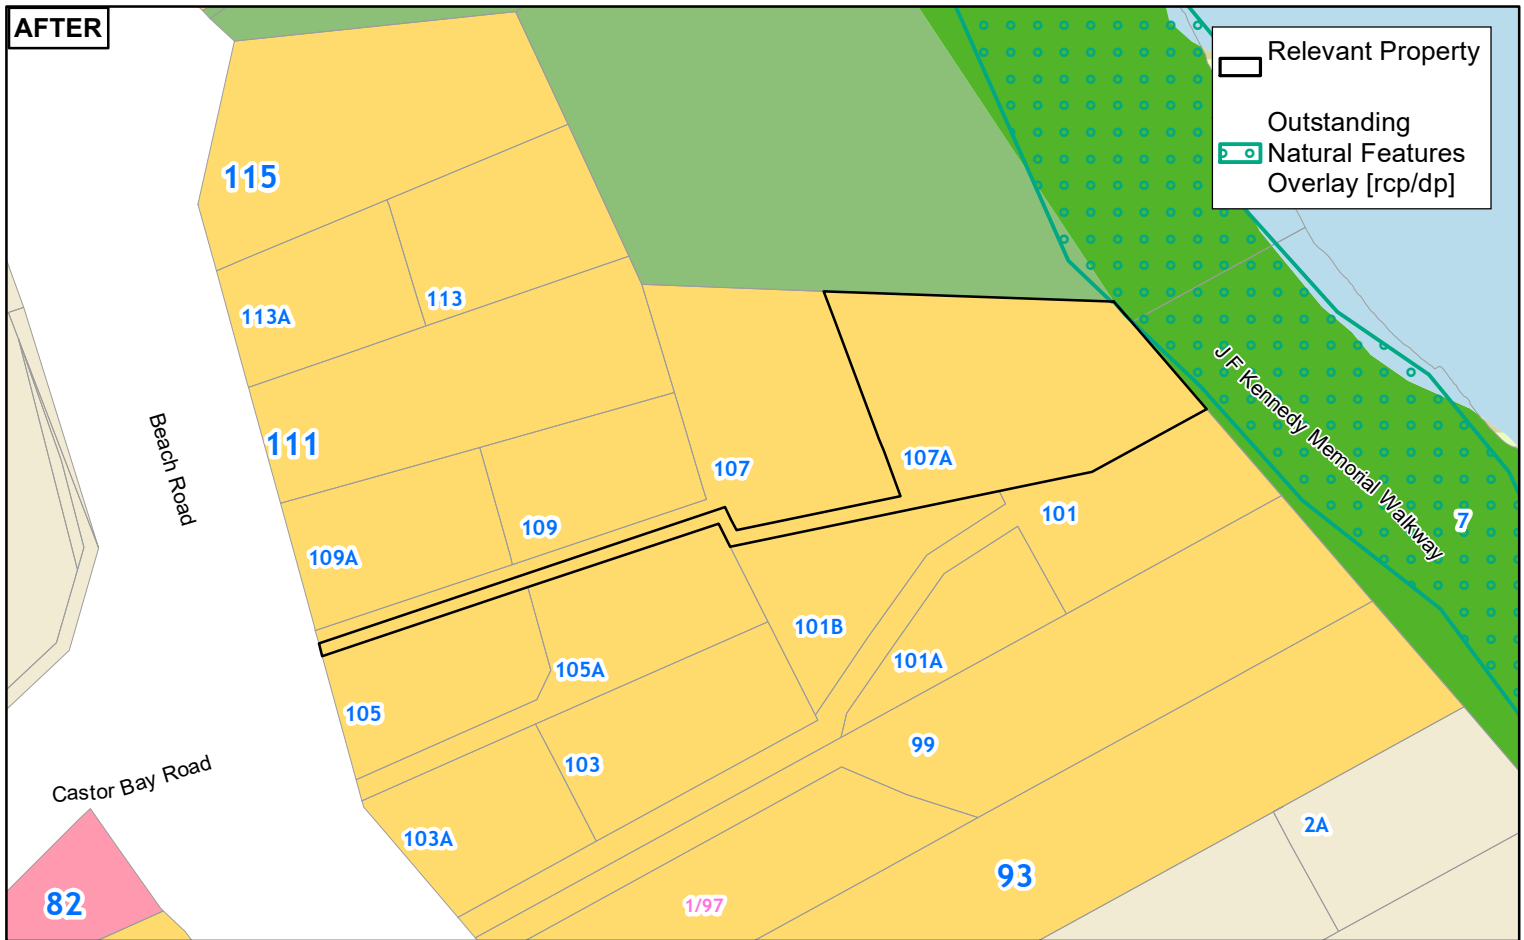 AFTER
Relevant Property
Outstanding
Natural Features
Overlay [rcp/dp]
115
113
113A
J F Kennedy Memorial Walkway
111
Beach Road
107
107A
101
7
109
109A
101B
101A
105A
105
99
103
Castor Bay Road
103A
2A
93
82
1/97